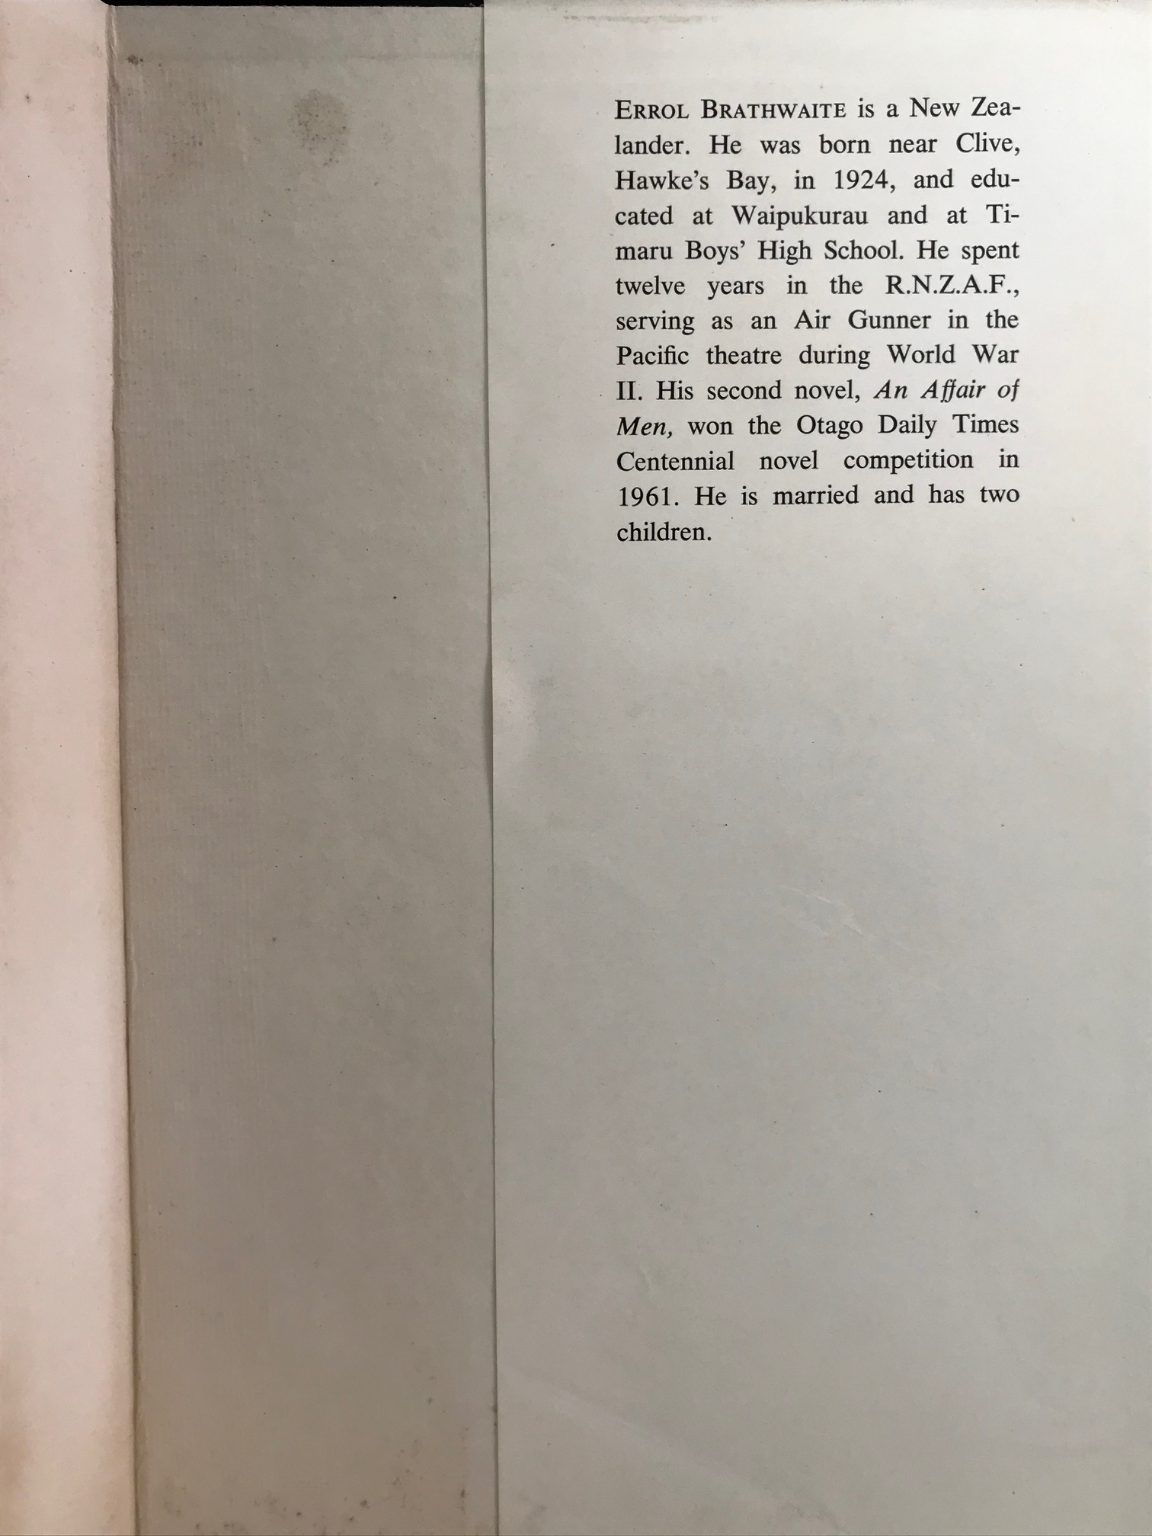 ERROL BRATHWAITE is a New Zea-
lander. He was born near Clive,
Hawke's Bay, in 1924, and edu-
cated at Waipukurau and at Ti-
maru Boys' High School. He spent
twelve years in the R.N.Z.A.F.,
serving as an Air Gunner in the
Pacific theatre during World War
II. His second novel, An Affair of
Men, won the Otago Daily Times
Centennial novel competition in
1961. He is married and has two
children.